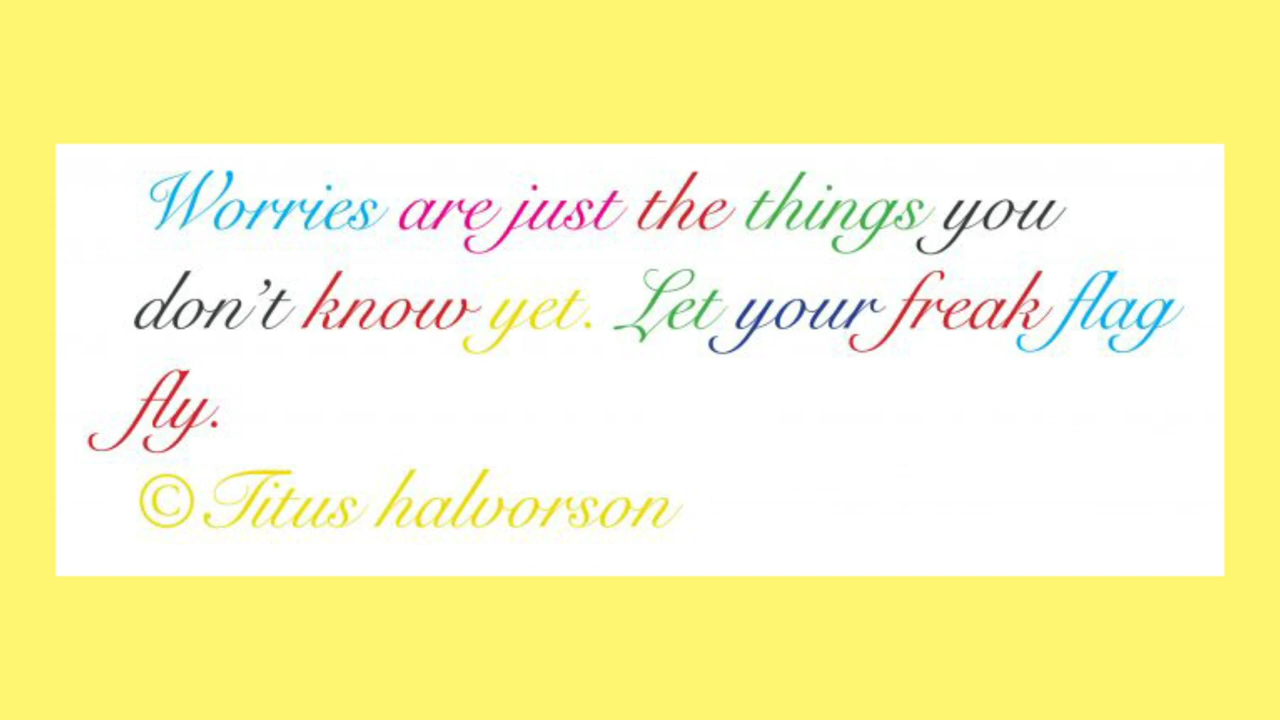 Worries are just the things you
don't know yet. Let your freak flag
fly.
© Titus halvorson